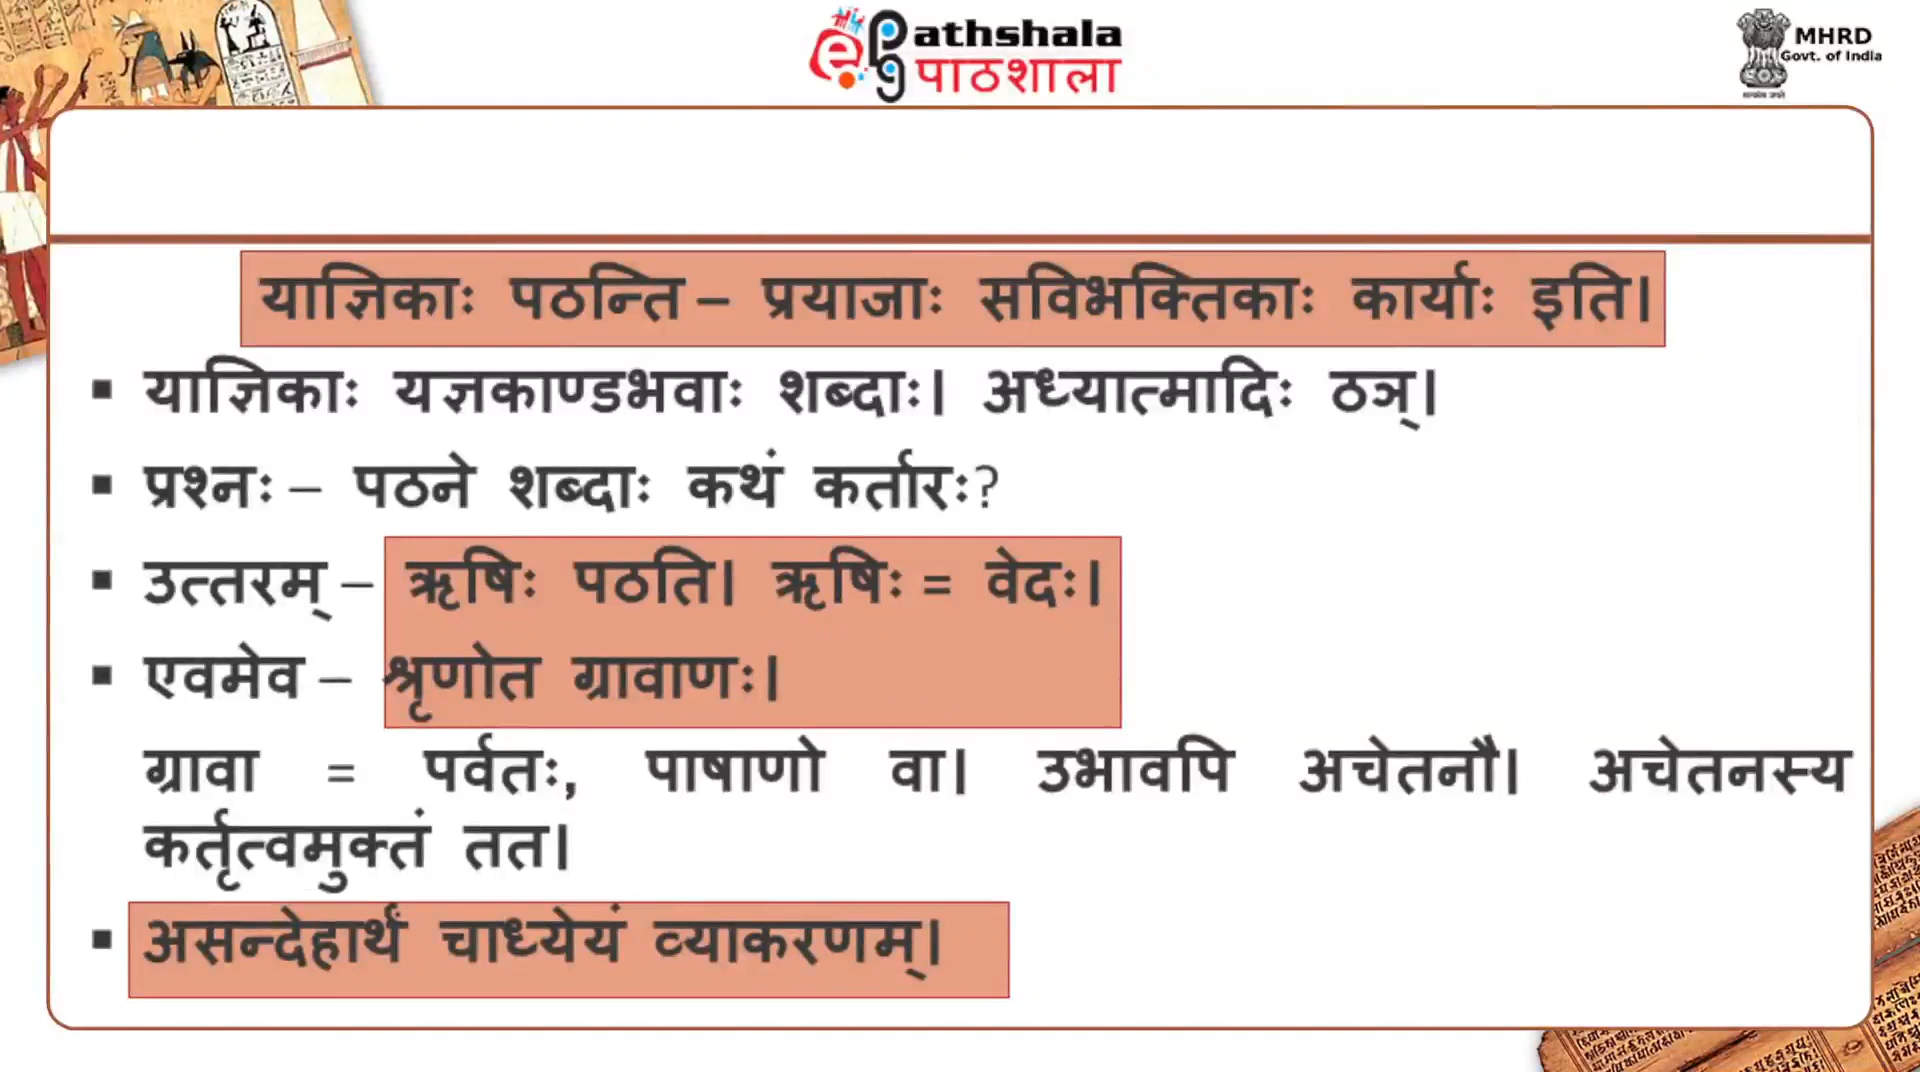 ePathshala
पाठशाला
MHRD
Govt. of India
याज्ञिकाः पठन्ति – प्रयाजाः सविभक्तिकाः कार्याः इति।
▪ याज्ञिकाः यज्ञकाण्डभवाः शब्दाः। अध्यात्मादिः ठञ्।
▪ प्रश्नः – पठने शब्दाः कथं कर्तारः?
▪ उत्तरम् – ऋषिः पठति। ऋषिः = वेदः।
▪ एवमेव – श्रृणोत ग्रावाणः।
ग्रावा = पर्वतः, पाषाणो वा। उभावपि अचेतनौ। अचेतनस्य
कर्तृत्वमुक्तं तत।
▪ असन्देहार्थं चाध्येयं व्याकरणम्।